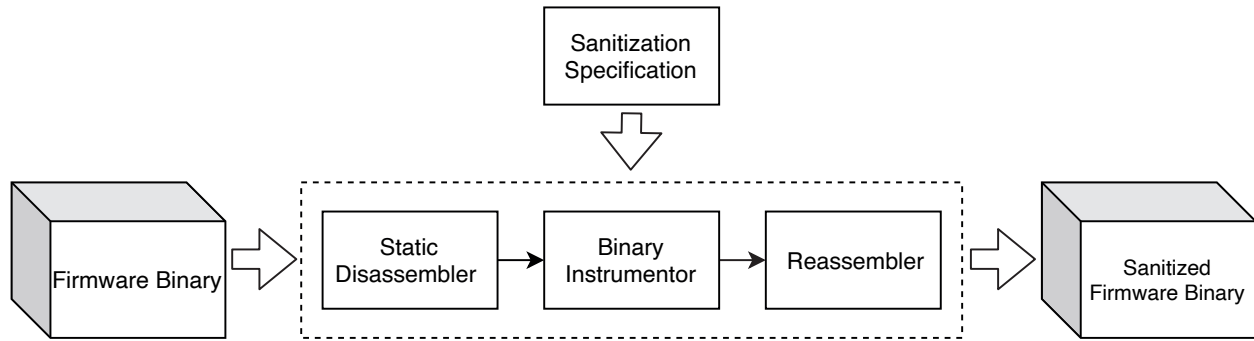 Sanitization
Specification
Firmware Binary
Static
Disassembler
Binary
Instrumentor
Reassembler
Sanitized
Firmware Binary